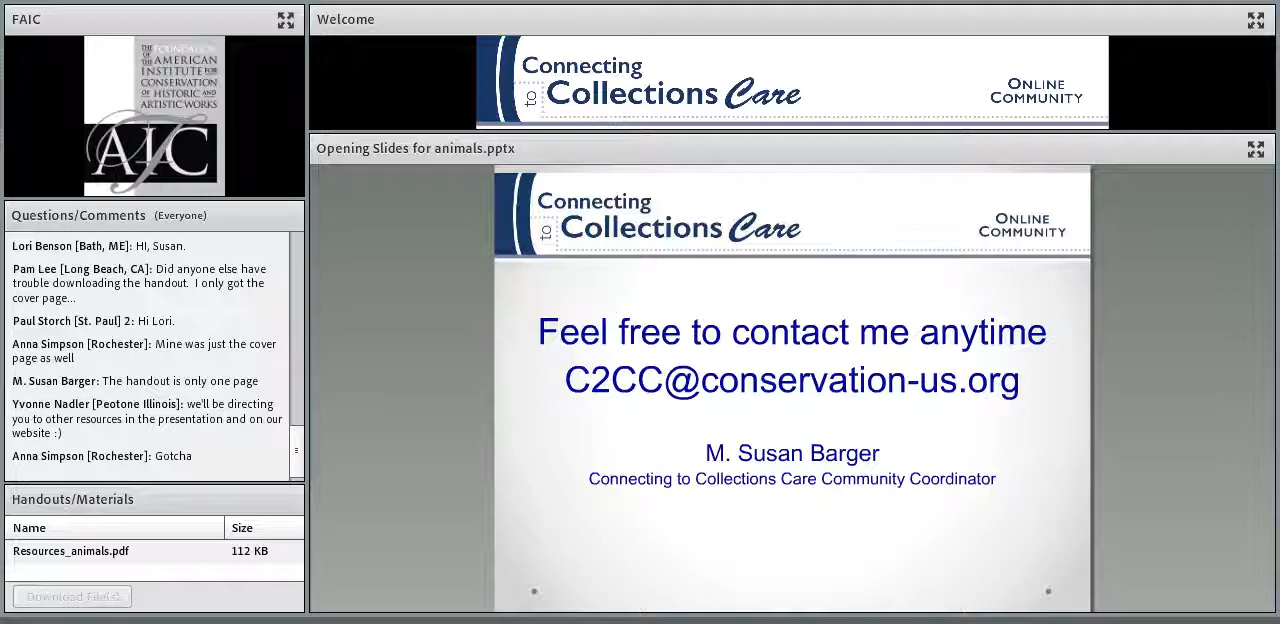 FAIC
THE FOUNDATION
OF THE AMERICAN
INSTITUTE FOR
CONSERVATION
OF HISTORIC AND
ARTISTIC WORKS
AIC
Questions/Comments (Everyone)
Lori Benson [Bath, ME]: HI, Susan.
Pam Lee [Long Beach, CA]: Did anyone else have
trouble downloading the handout. I only got the
cover page...
Paul Storch [St. Paul] 2: Hi Lori.
Anna Simpson [Rochester]: Mine was just the cover
page as well
M. Susan Barger: The handout is only one page
Yvonne Nadler [Peotone Illinois]: we'll be directing
you to other resources in the presentation and on our
website :)
Anna Simpson [Rochester]: Gotcha
Handouts/Materials
Name Size
Resources_animals.pdf 112 KB
Download File(s)
Welcome
Connecting
to Collections Care
ONLINE
COMMUNITY
Opening Slides for animals.pptx
Connecting
to Collections Care
ONLINE
COMMUNITY
Feel free to contact me anytime
C2CC@conservation-us.org
M. Susan Barger
Connecting to Collections Care Community Coordinator